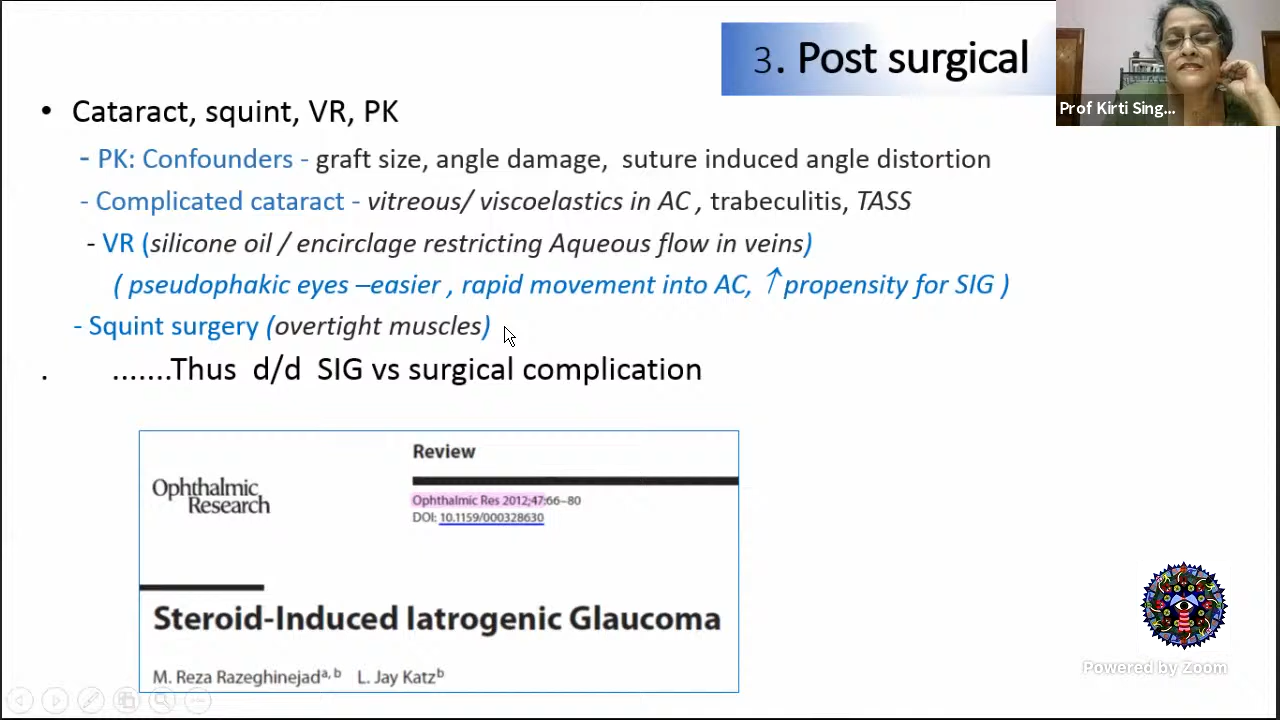 3. Post surgical
Prof Kirti Sing...
• Cataract, squint, VR, PK
- PK: Confounders - graft size, angle damage, suture induced angle distortion
- Complicated cataract - vitreous/ viscoelastics in AC , trabeculitis, TASS
- VR (silicone oil / encirclage restricting Aqueous flow in veins)
( pseudophakic eyes –easier , rapid movement into AC, ↑ propensity for SIG )
- Squint surgery (overtight muscles)
. .......Thus d/d SIG vs surgical complication
Review
Ophthalmic
Research
Ophthalmic Res 2012;47:66–80
DOI: 10.1159/000328630
Steroid-Induced Iatrogenic Glaucoma
M. Reza Razeghinejad a, b L. Jay Katz b
Powered by Zoom